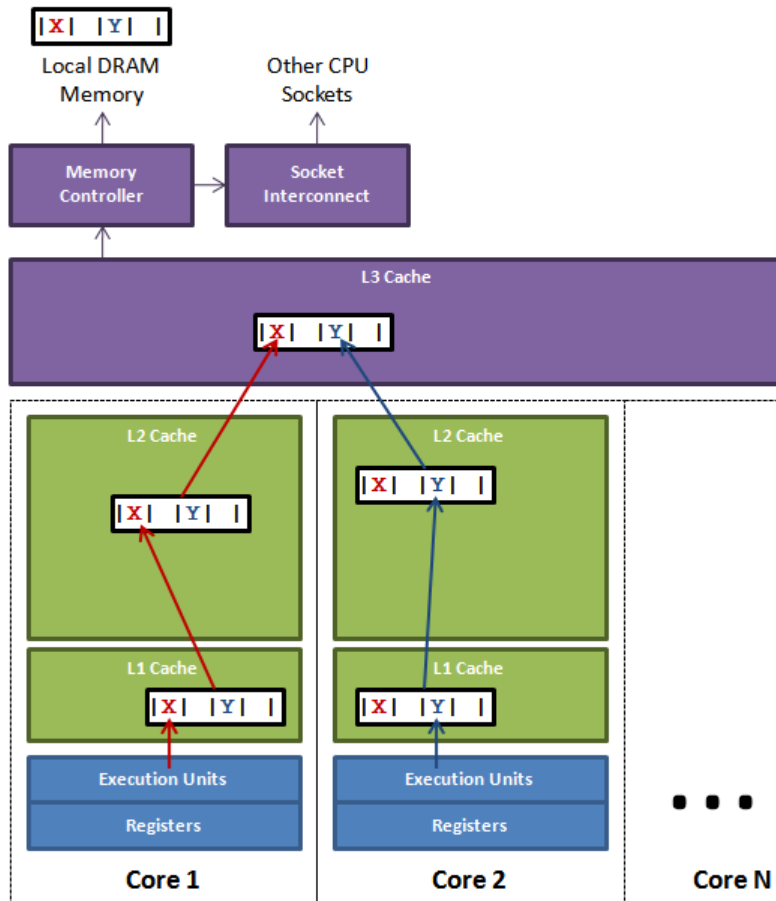 |X| |Y| |
Local DRAM
Memory
Other CPU
Sockets
Memory
Controller
Socket
Interconnect
L3 Cache
|X| |Y| |
L2 Cache
L2 Cache
|X| |Y| |
|X| |Y| |
L1 Cache
L1 Cache
|X| |Y| |
|X| |Y| |
Execution Units
Execution Units
Registers
Registers
...
Core 1
Core 2
Core N